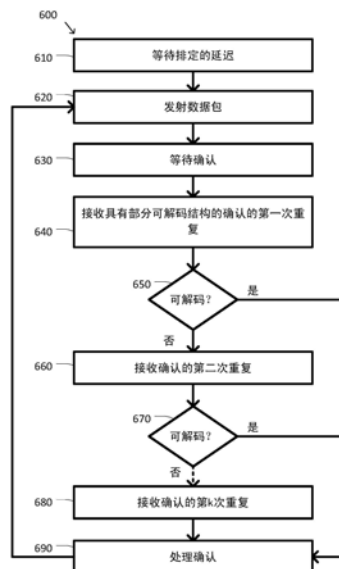 600
610
等待排定的延迟
620
发射数据包
630
等待确认
640
接收具有部分可解码结构的确认的第一次重
复
650
可解码?
是
否
660
接收确认的第二次重复
670
可解码?
是
否
680
接收确认的第k次重复
690
处理确认